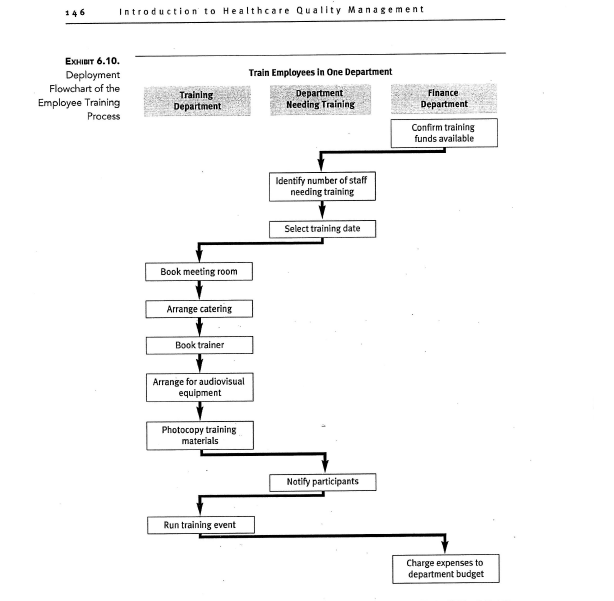 146 Introduction to Healthcare Quality Management
EXHIBIT 6.10.
Deployment
Flowchart of the
Employee Training
Process
Train Employees in One Department
Training
Department
Department
Needing Training
Finance
Department
Confirm training
funds available
Identify number of staff
needing training
Select training date
Book meeting room
Arrange catering
Book trainer
Arrange for audiovisual
equipment
Photocopy training
materials
Notify participants
Run training event
Charge expenses to
department budget